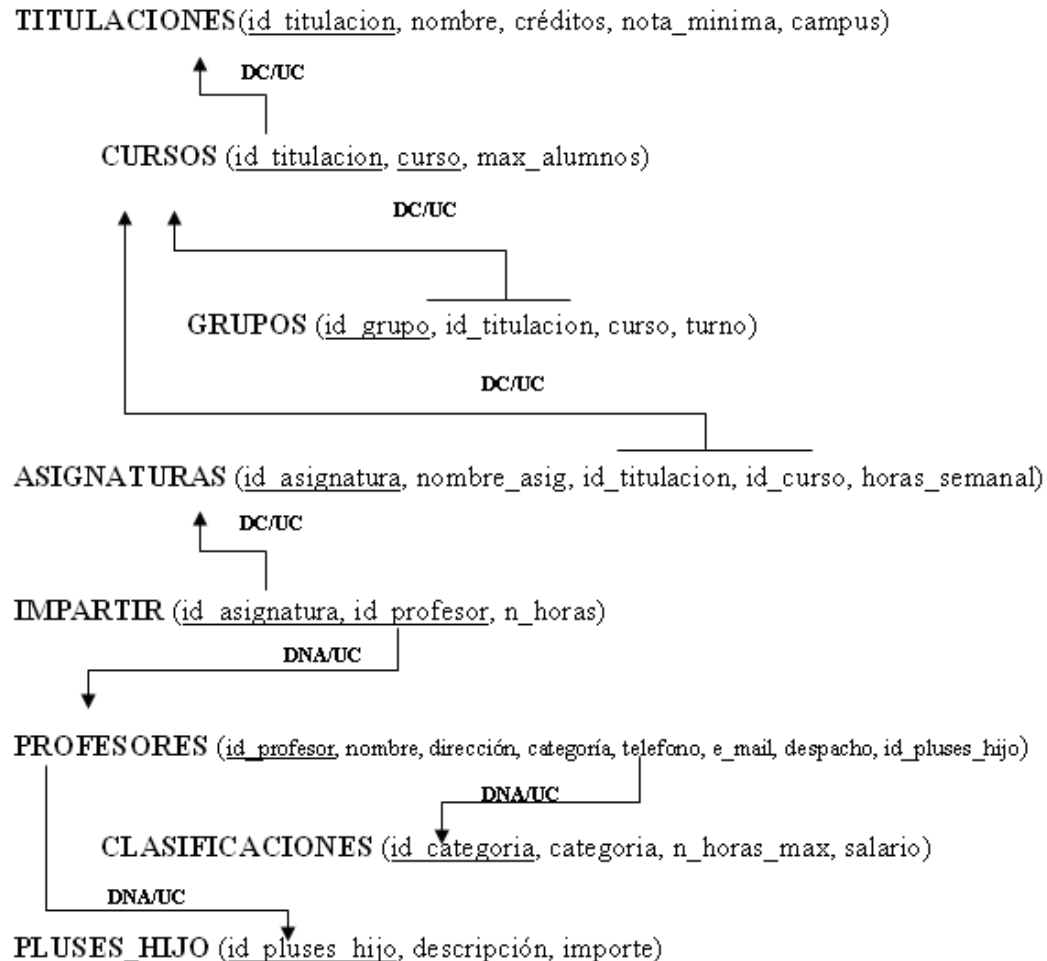 TITULACIONES(id_titulacion, nombre, créditos, nota_minima, campus)
DC/UC
CURSOS (id_titulacion, curso, max_alumnos)
DC/UC
GRUPOS (id_grupo, id_titulacion, curso, turno)
DC/UC
ASIGNATURAS (id_asignatura, nombre_asig, id_titulacion, id_curso, horas_semanal)
DC/UC
IMPARTIR (id_asignatura, id_profesor, n_horas)
DNA/UC
PROFESORES (id_profesor, nombre, dirección, categoría, telefono, e_mail, despacho, id_pluses_hijo)
DNA/UC
CLASIFICACIONES (id_categoria, categoria, n_horas_max, salario)
DNA/UC
PLUSES_HIJO (id_pluses_hijo, descripción, importe)